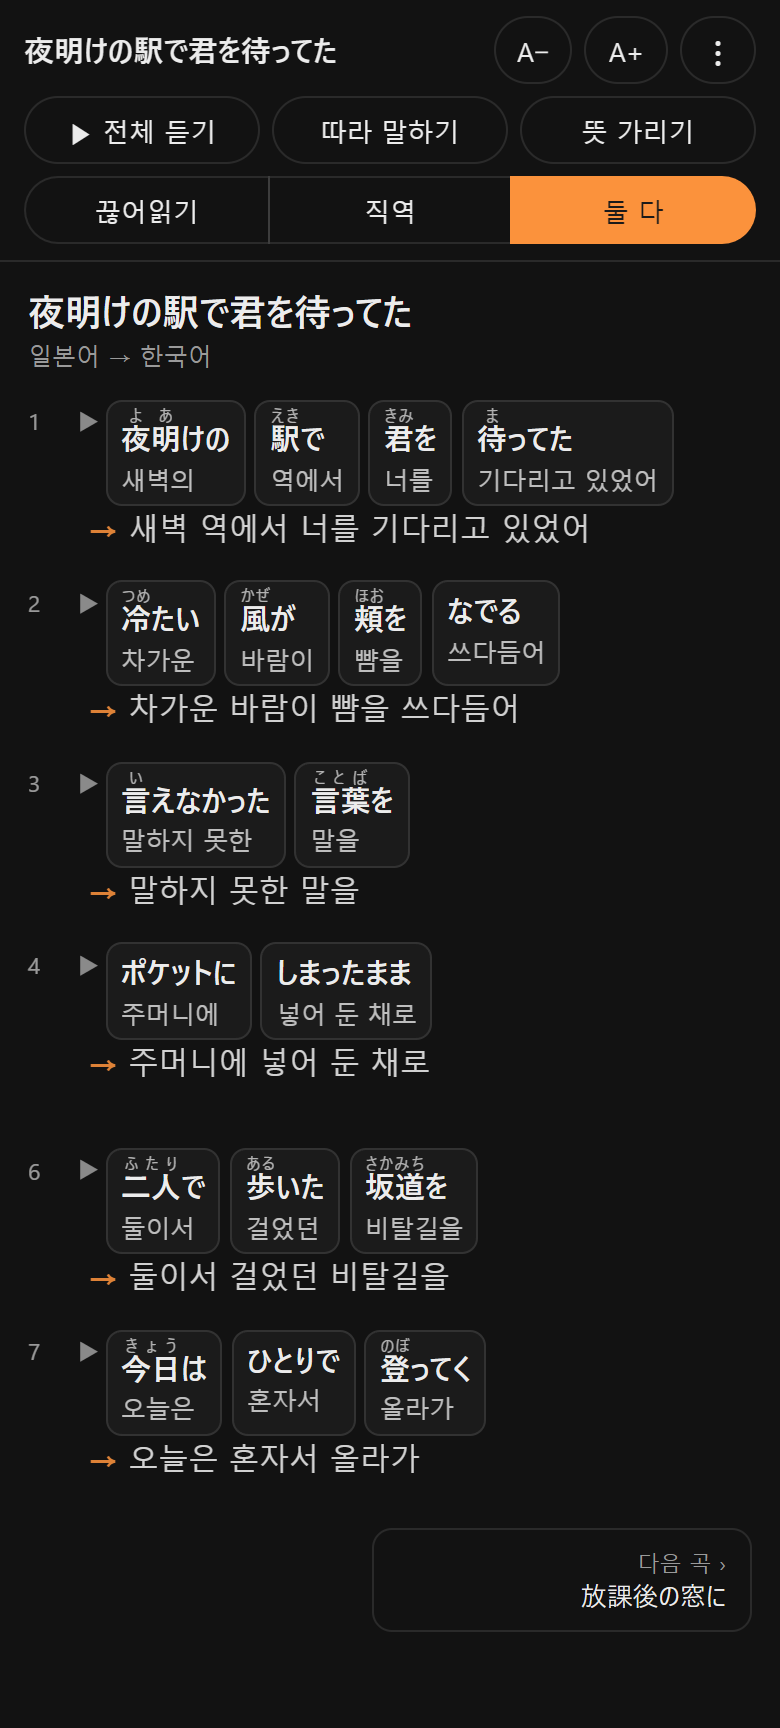 夜明けの駅で君を待ってた A− A+ ⋮
▶ 전체 듣기 따라 말하기 뜻 가리기
끊어읽기 직역 둘 다
夜明けの駅で君を待ってた
일본어 → 한국어
よ あ えき きみ ま
1 ▶ 夜明けの 駅で 君を 待ってた
새벽의 역에서 너를 기다리고 있었어
→ 새벽 역에서 너를 기다리고 있었어
つめ かぜ ほお
2 ▶ 冷たい 風が 頬を なでる
차가운 바람이 뺨을 쓰다듬어
→ 차가운 바람이 뺨을 쓰다듬어
い ことば
3 ▶ 言えなかった 言葉を
말하지 못한 말을
→ 말하지 못한 말을
4 ▶ ポケットに しまったまま
주머니에 넣어 둔 채로
→ 주머니에 넣어 둔 채로
ふたり ある さかみち
6 ▶ 二人で 歩いた 坂道を
둘이서 걸었던 비탈길을
→ 둘이서 걸었던 비탈길을
きょう のぼ
7 ▶ 今日は ひとりで 登ってく
오늘은 혼자서 올라가
→ 오늘은 혼자서 올라가
다음 곡 ›
放課後の窓に